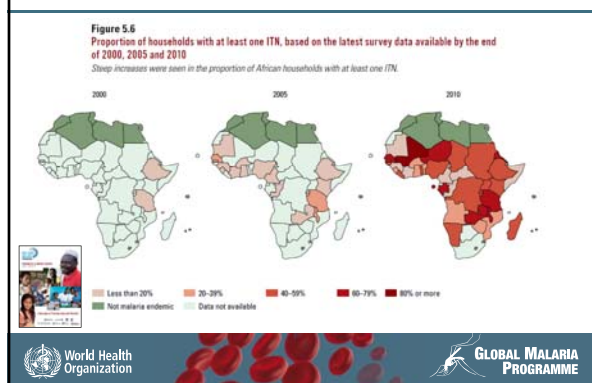 Figure 5.6
Proportion of households with at least one ITN, based on the latest survey data available by the end
of 2000, 2005 and 2010
Steep increases were seen in the proportion of African households with at least one ITN.
2000 2005 2010
Less than 20% 20–39% 40–59% 60–79% 80% or more
Not malaria endemic Data not available
World Health
Organization
GLOBAL MALARIA
PROGRAMME